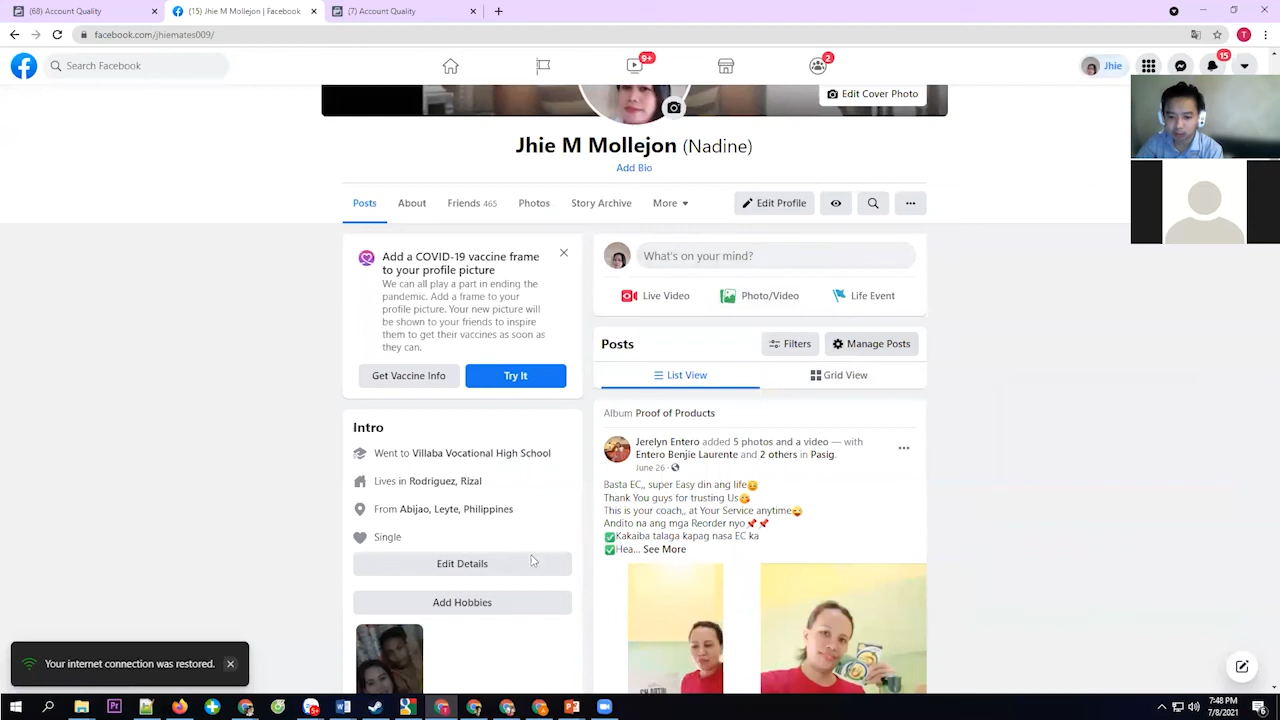 (68) Account Quality
(15) Jhie M Mollejon | Facebook
(7) Account Quality
facebook.com/jhiemates009/
T
Search Facebook
9+
2
Jhie
15
Edit Cover Photo
Jhie M Mollejon (Nadine)
Add Bio
Posts
About
Friends 465
Photos
Story Archive
More
Edit Profile
Add a COVID-19 vaccine frame
to your profile picture
We can all play a part in ending the
pandemic. Add a frame to your
profile picture. Your new picture will
be shown to your friends to inspire
them to get their vaccines as soon as
they can.
Get Vaccine Info
Try It
Intro
Went to Villaba Vocational High School
Lives in Rodriguez, Rizal
From Abijao, Leyte, Philippines
Single
Edit Details
Add Hobbies
What's on your mind?
Live Video
Photo/Video
Life Event
Posts
Filters
Manage Posts
List View
Grid View
Album Proof of Products
Jerelyn Entero added 5 photos and a video — with
Entero Benjie Laurente and 2 others in Pasig.
June 26 ·
Basta EC,, super Easy din ang life😊
Thank You guys for trusting Us😘
This is your coach,, at Your Service anytime😜
Andito na ang mga Reorder nyo📌📌
✅Kakaiba talaga kapag nasa EC ka
✅Hea... See More
Your internet connection was restored.
7:48 PM
7/8/2021